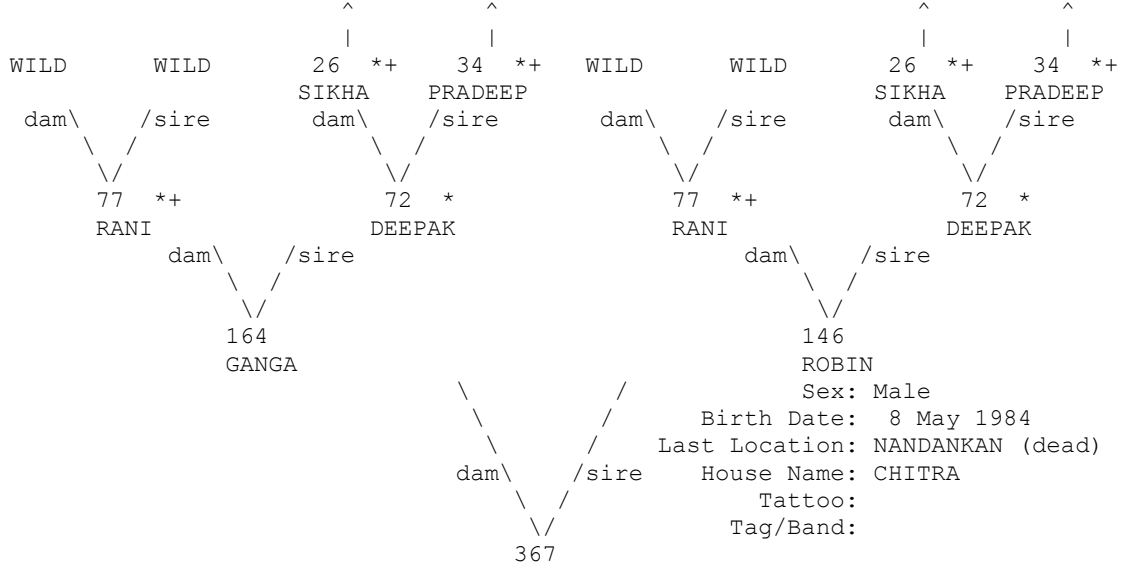 ^ ^ ^ ^
| | | |
WILD WILD 26 *+ 34 *+ WILD WILD 26 *+ 34 *+
SIKHA PRADEEP SIKHA PRADEEP
dam\ /sire dam\ /sire dam\ /sire dam\ /sire
\ / \ / \ / \ /
\/ \/ \/ \/
77 *+ 72 * 77 *+ 72 *
RANI DEEPAK RANI DEEPAK
dam\ /sire dam\ /sire
\ / \ /
\/ \/
164 146
GANGA ROBIN
\ / Sex: Male
\ / Birth Date: 8 May 1984
\ / Last Location: NANDANKAN (dead)
dam\ /sire House Name: CHITRA
\ / Tattoo:
\/ Tag/Band:
367